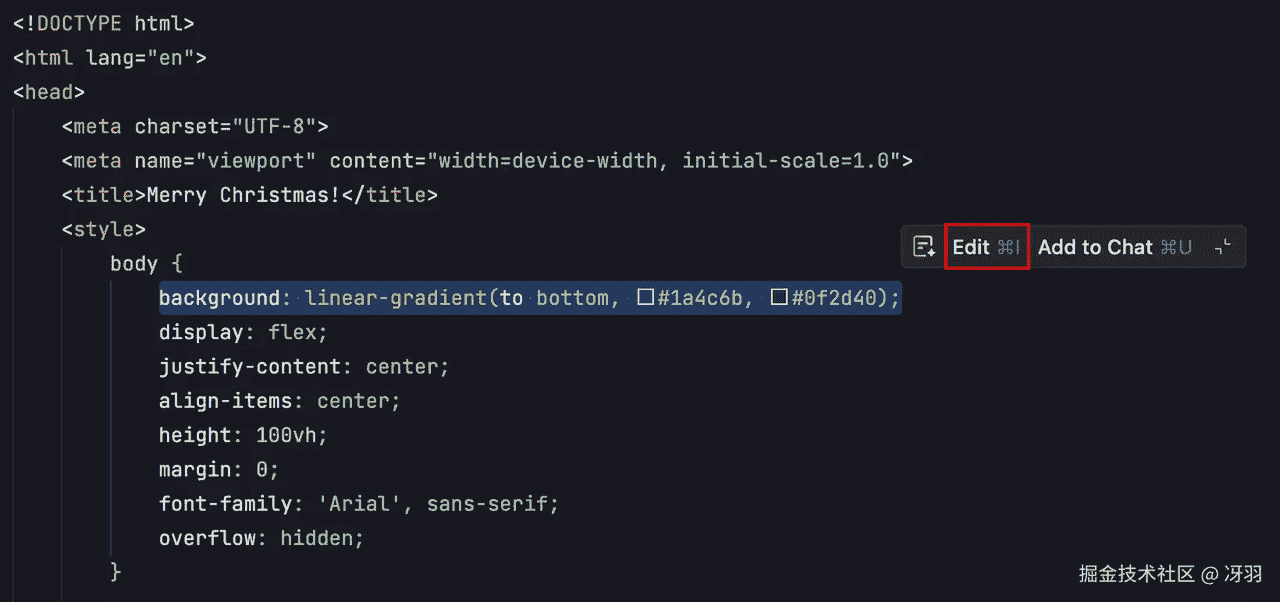 <!DOCTYPE html>
<html lang="en">
<head>
<meta charset="UTF-8">
<meta name="viewport" content="width=device-width, initial-scale=1.0">
<title>Merry Christmas!</title>
<style>
Edit ⌘I Add to Chat ⌘U
body {
background: linear-gradient(to bottom, #1a4c6b, #0f2d40);
display: flex;
justify-content: center;
align-items: center;
height: 100vh;
margin: 0;
font-family: 'Arial', sans-serif;
overflow: hidden;
}
掘金技术社区 @ 冴羽